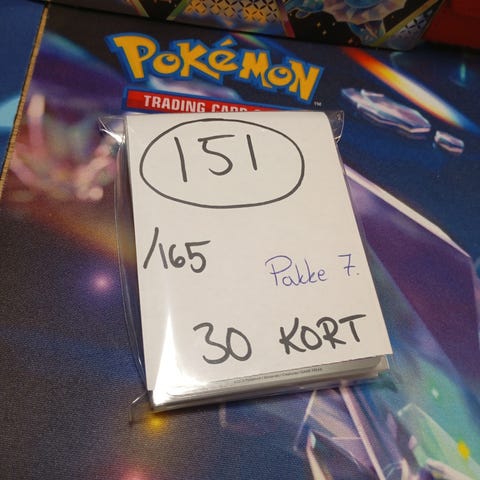 POKéMON
TRADING CARD
151
/165
Pakke 7.
30 KORT